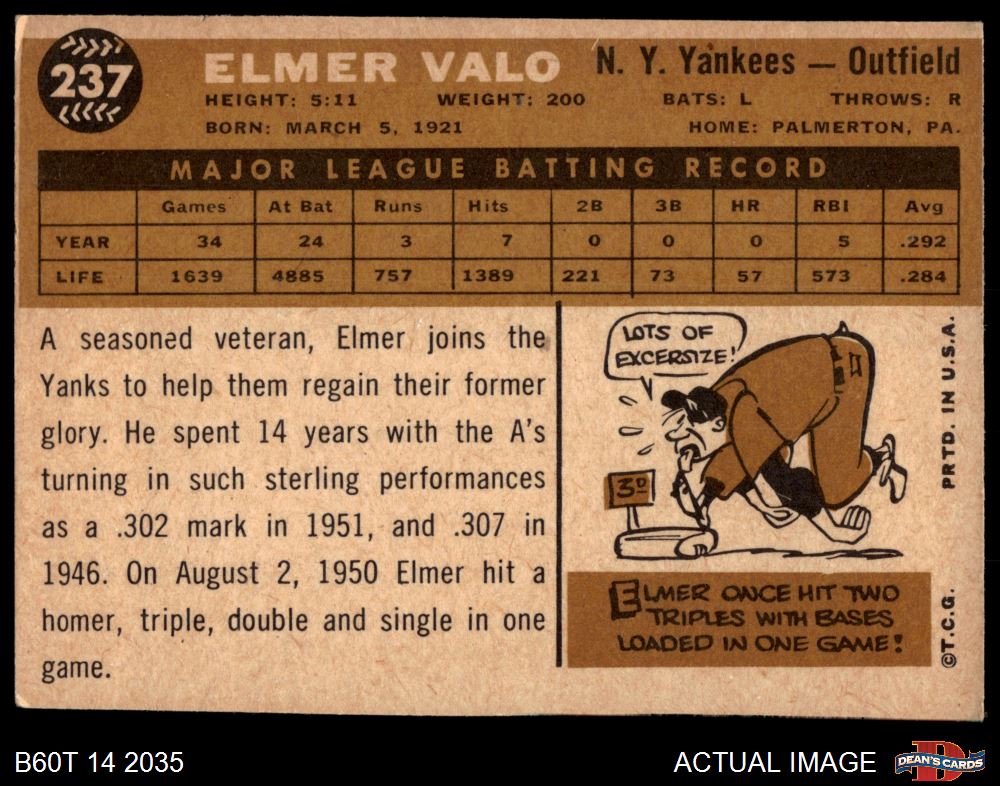 237
ELMER VALO N. Y. Yankees — Outfield
HEIGHT: 5:11 WEIGHT: 200 BATS: L THROWS: R
BORN: MARCH 5, 1921 HOME: PALMERTON, PA.
MAJOR LEAGUE BATTING RECORD
Games At Bat Runs Hits 2B 3B HR RBI Avg
YEAR 34 24 3 7 0 0 0 5 .292
LIFE 1639 4885 757 1389 221 73 57 573 .284
A seasoned veteran, Elmer joins the
Yanks to help them regain their former
glory. He spent 14 years with the A's
turning in such sterling performances
as a .302 mark in 1951, and .307 in
1946. On August 2, 1950 Elmer hit a
homer, triple, double and single in one
game.
LOTS OF
EXCERSIZE!
3D
ELMER ONCE HIT TWO
TRIPLES WITH BASES
LOADED IN ONE GAME!
PRTD. IN U.S.A.
©T.C.G.
B60T 14 2035
ACTUAL IMAGE
D
DEAN'S CARDS